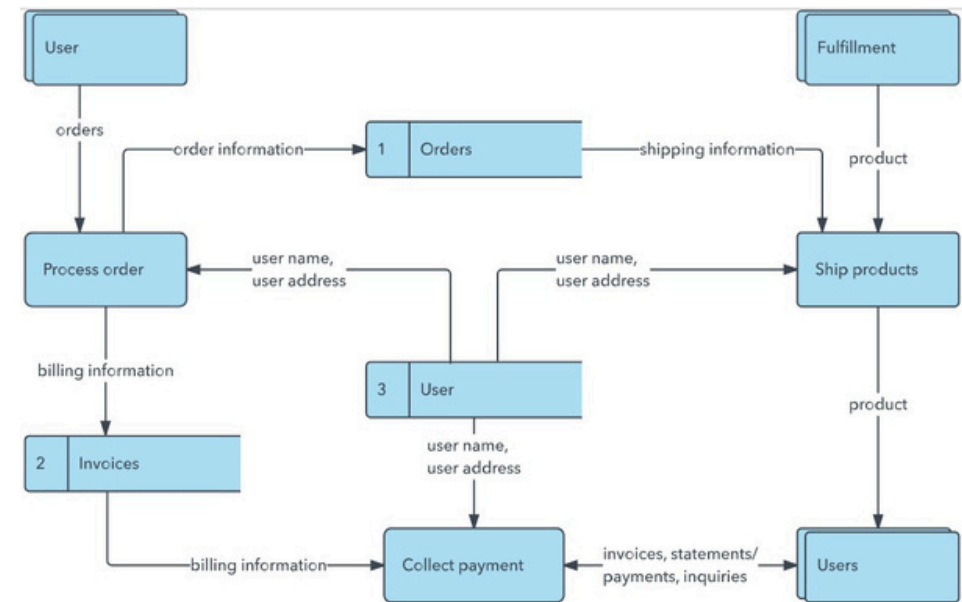 User
Fulfillment
orders
order information
1 Orders
shipping information
product
Process order
user name,
user address
user name,
user address
Ship products
billing information
3 User
product
user name,
user address
2 Invoices
billing information
Collect payment
invoices, statements/
payments, inquiries
Users